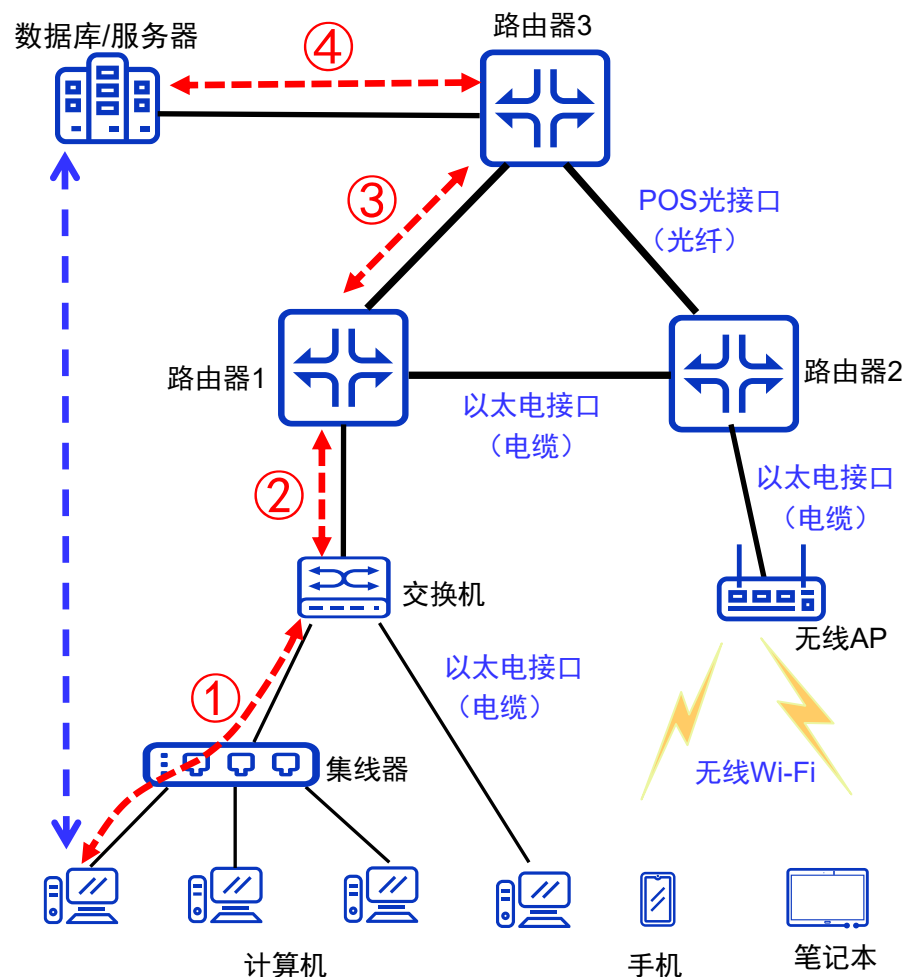 路由器3
数据库/服务器
④
③
POS光接口
（光纤）
路由器1
路由器2
以太电接口
（电缆）
②
以太电接口
（电缆）
交换机
无线AP
以太电接口
（电缆）
①
集线器
无线Wi-Fi
计算机
手机
笔记本